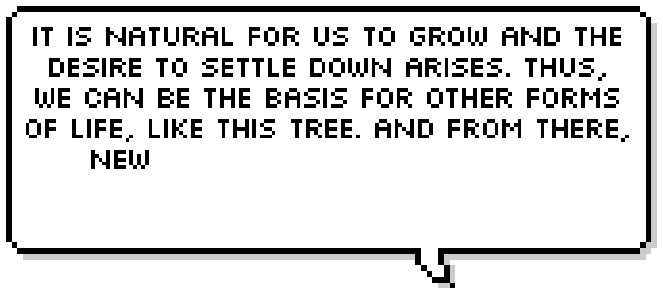 IT IS NATURAL FOR US TO GROW AND THE
DESIRE TO SETTLE DOWN ARISES. THUS,
WE CAN BE THE BASIS FOR OTHER FORMS
OF LIFE, LIKE THIS TREE. AND FROM THERE,
NEW